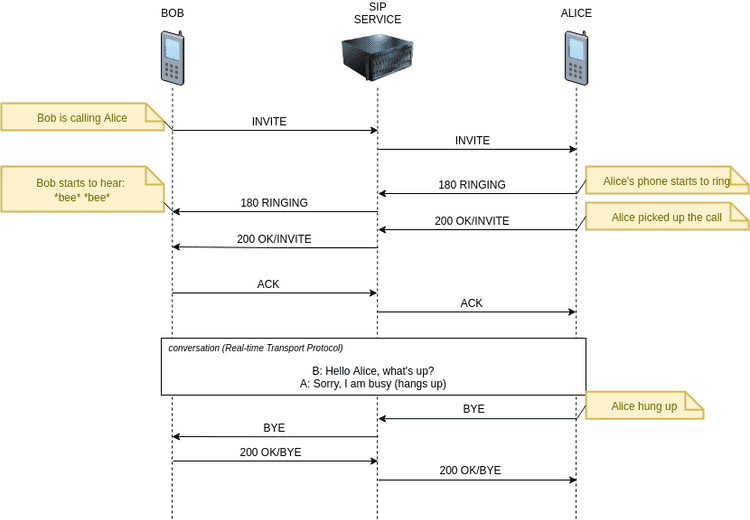 BOB
SIP
SERVICE
ALICE
Bob is calling Alice
INVITE
INVITE
Bob starts to hear:
*bee* *bee*
180 RINGING
Alice's phone starts to ring
180 RINGING
200 OK/INVITE
Alice picked up the call
200 OK/INVITE
ACK
ACK
conversation (Real-time Transport Protocol)
B: Hello Alice, what's up?
A: Sorry, I am busy (hangs up)
BYE
Alice hung up
BYE
200 OK/BYE
200 OK/BYE